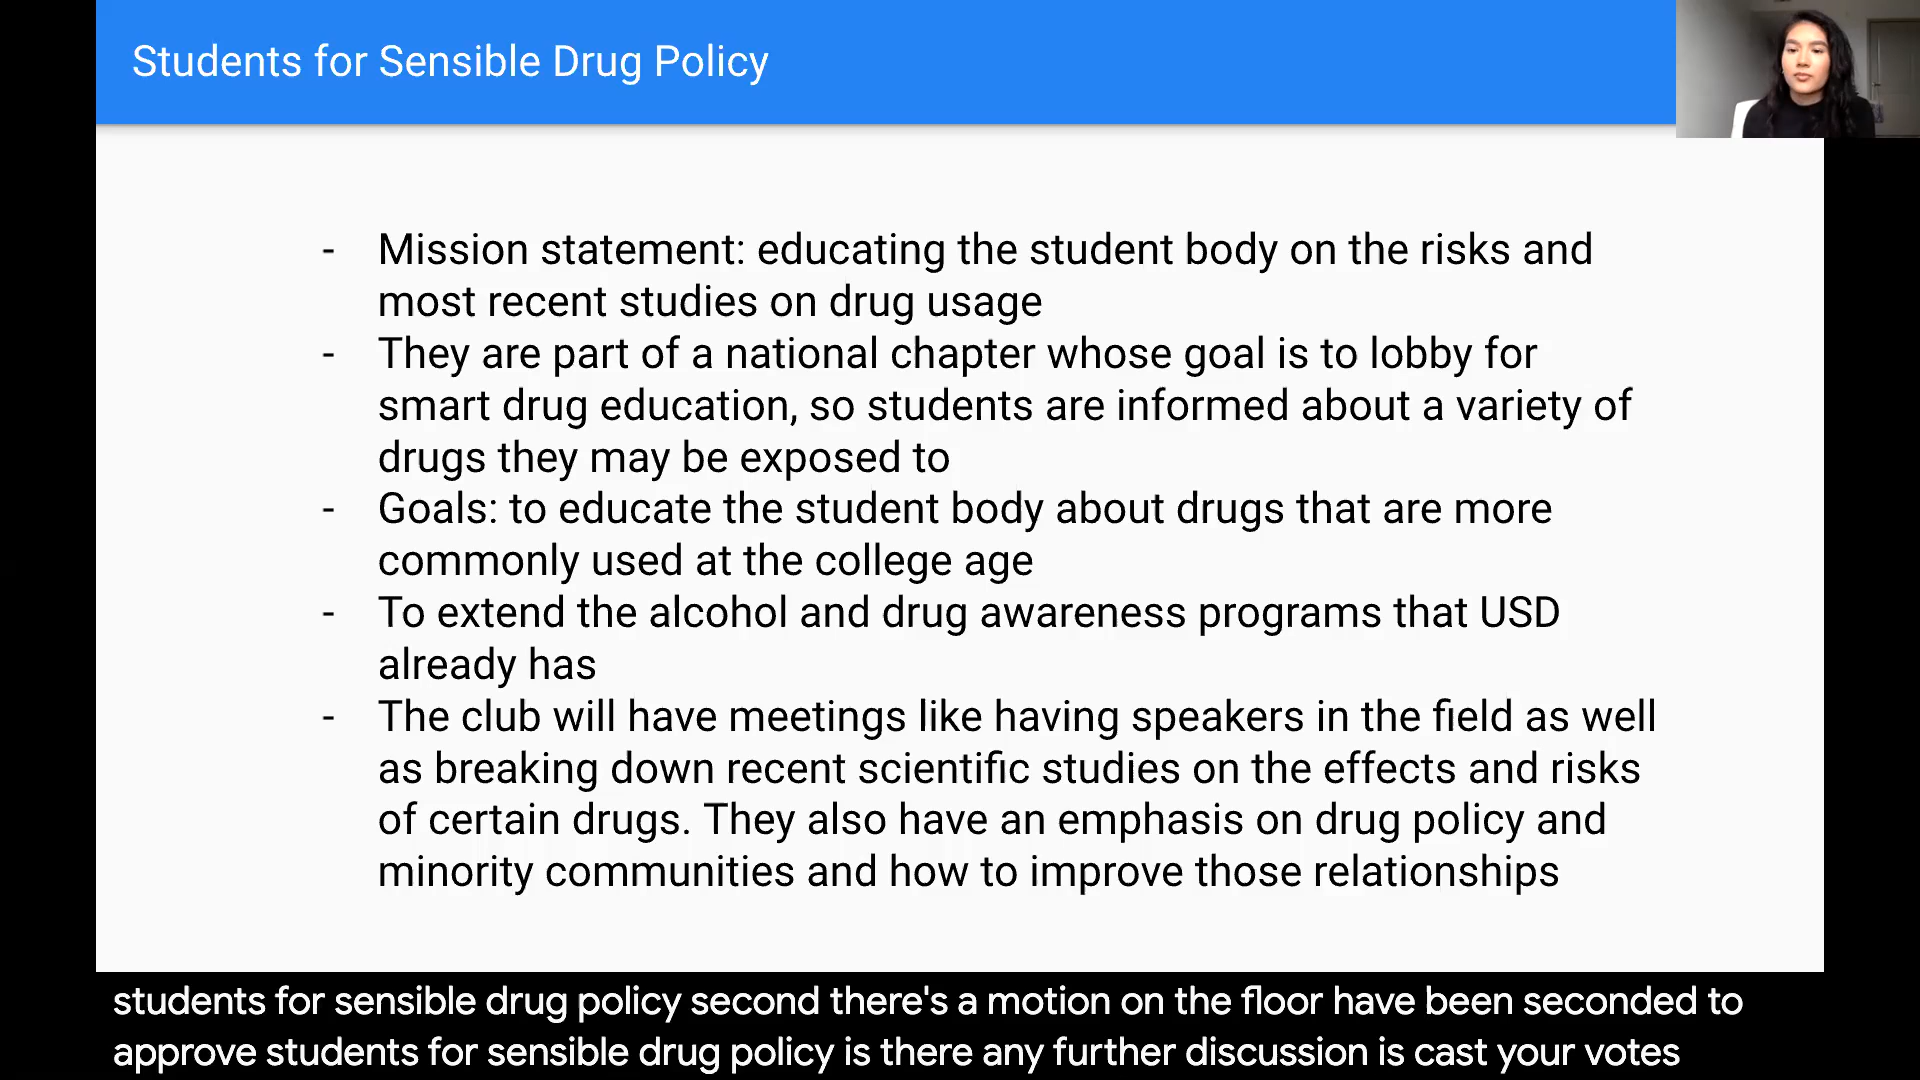 Students for Sensible Drug Policy
- Mission statement: educating the student body on the risks and
most recent studies on drug usage
- They are part of a national chapter whose goal is to lobby for
smart drug education, so students are informed about a variety of
drugs they may be exposed to
- Goals: to educate the student body about drugs that are more
commonly used at the college age
- To extend the alcohol and drug awareness programs that USD
already has
- The club will have meetings like having speakers in the field as well
as breaking down recent scientific studies on the effects and risks
of certain drugs. They also have an emphasis on drug policy and
minority communities and how to improve those relationships
students for sensible drug policy second there's a motion on the floor have been seconded to
approve students for sensible drug policy is there any further discussion is cast your votes